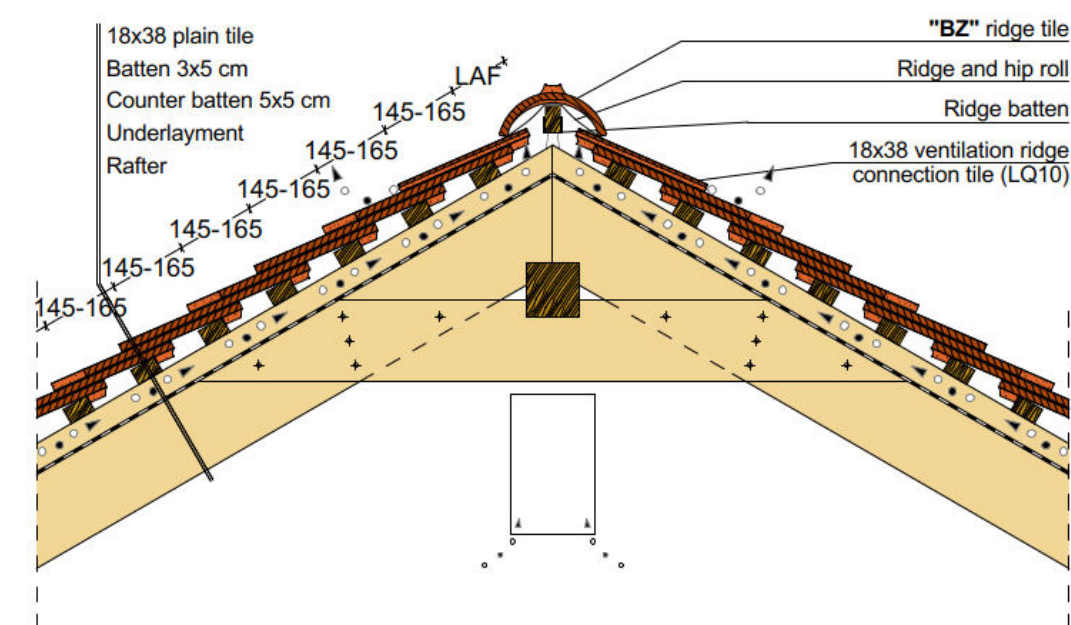 18x38 plain tile
Batten 3x5 cm
Counter batten 5x5 cm
Underlayment
Rafter
LAF
145-165
145-165
145-165
145-165
145-165
145-165
"BZ" ridge tile
Ridge and hip roll
Ridge batten
18x38 ventilation ridge
connection tile (LQ10)